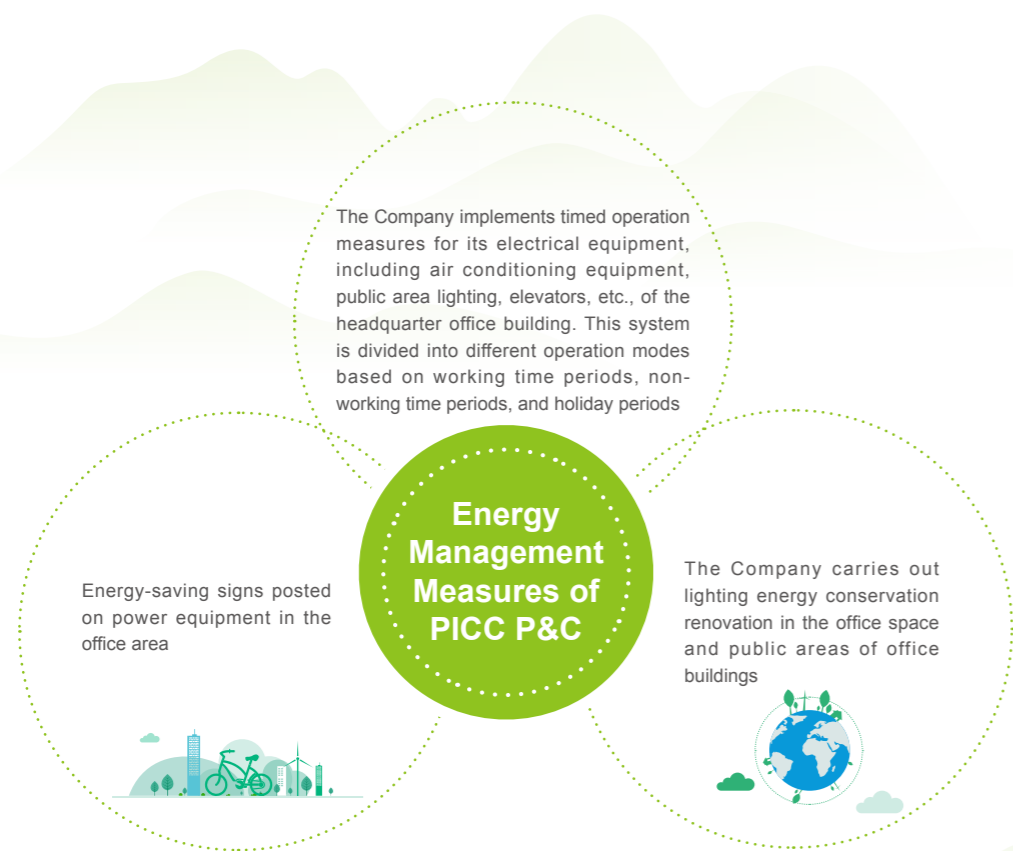 The Company implements timed operation
measures for its electrical equipment,
including air conditioning equipment,
public area lighting, elevators, etc., of the
headquarter office building. This system
is divided into different operation modes
based on working time periods, non-
working time periods, and holiday periods
Energy
Management
Measures of
PICC P&C
Energy-saving signs posted
on power equipment in the
office area
The Company carries out
lighting energy conservation
renovation in the office space
and public areas of office
buildings